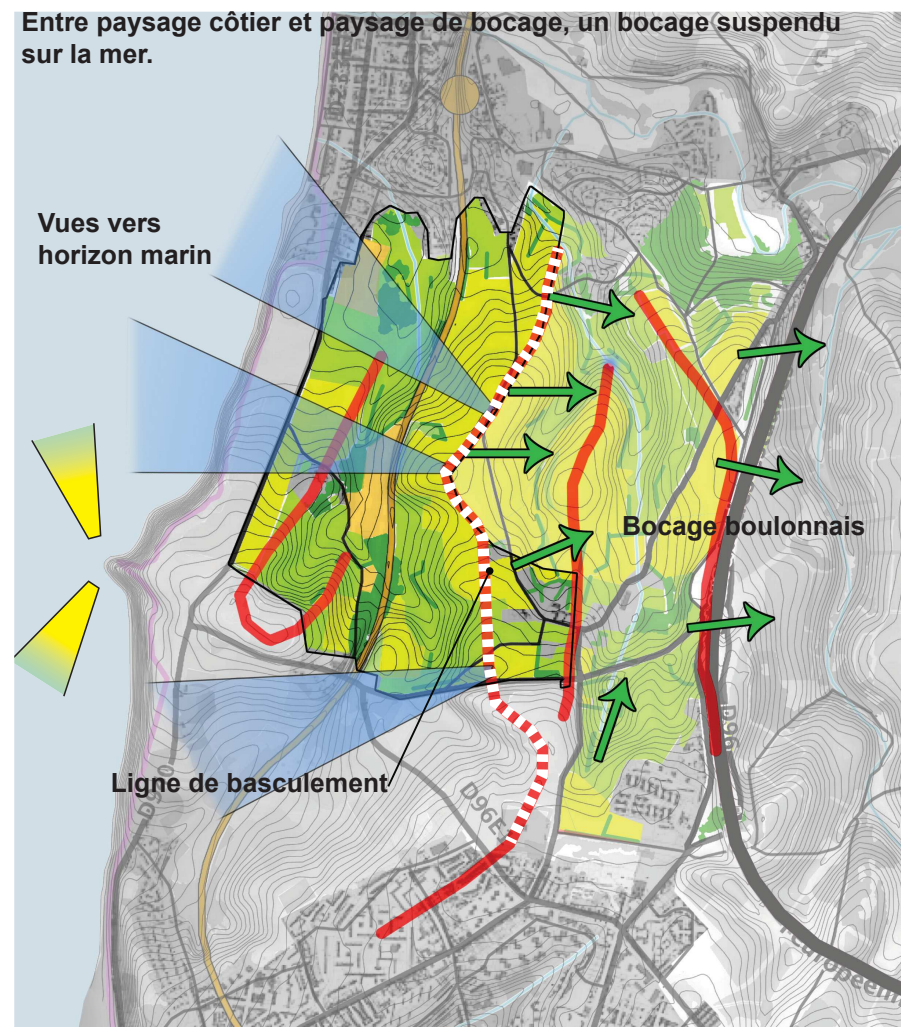 Entre paysage côtier et paysage de bocage, un bocage suspendu
sur la mer.
Vues vers
horizon marin
Bocage boulonnais
D96
Ligne de basculement
D96E